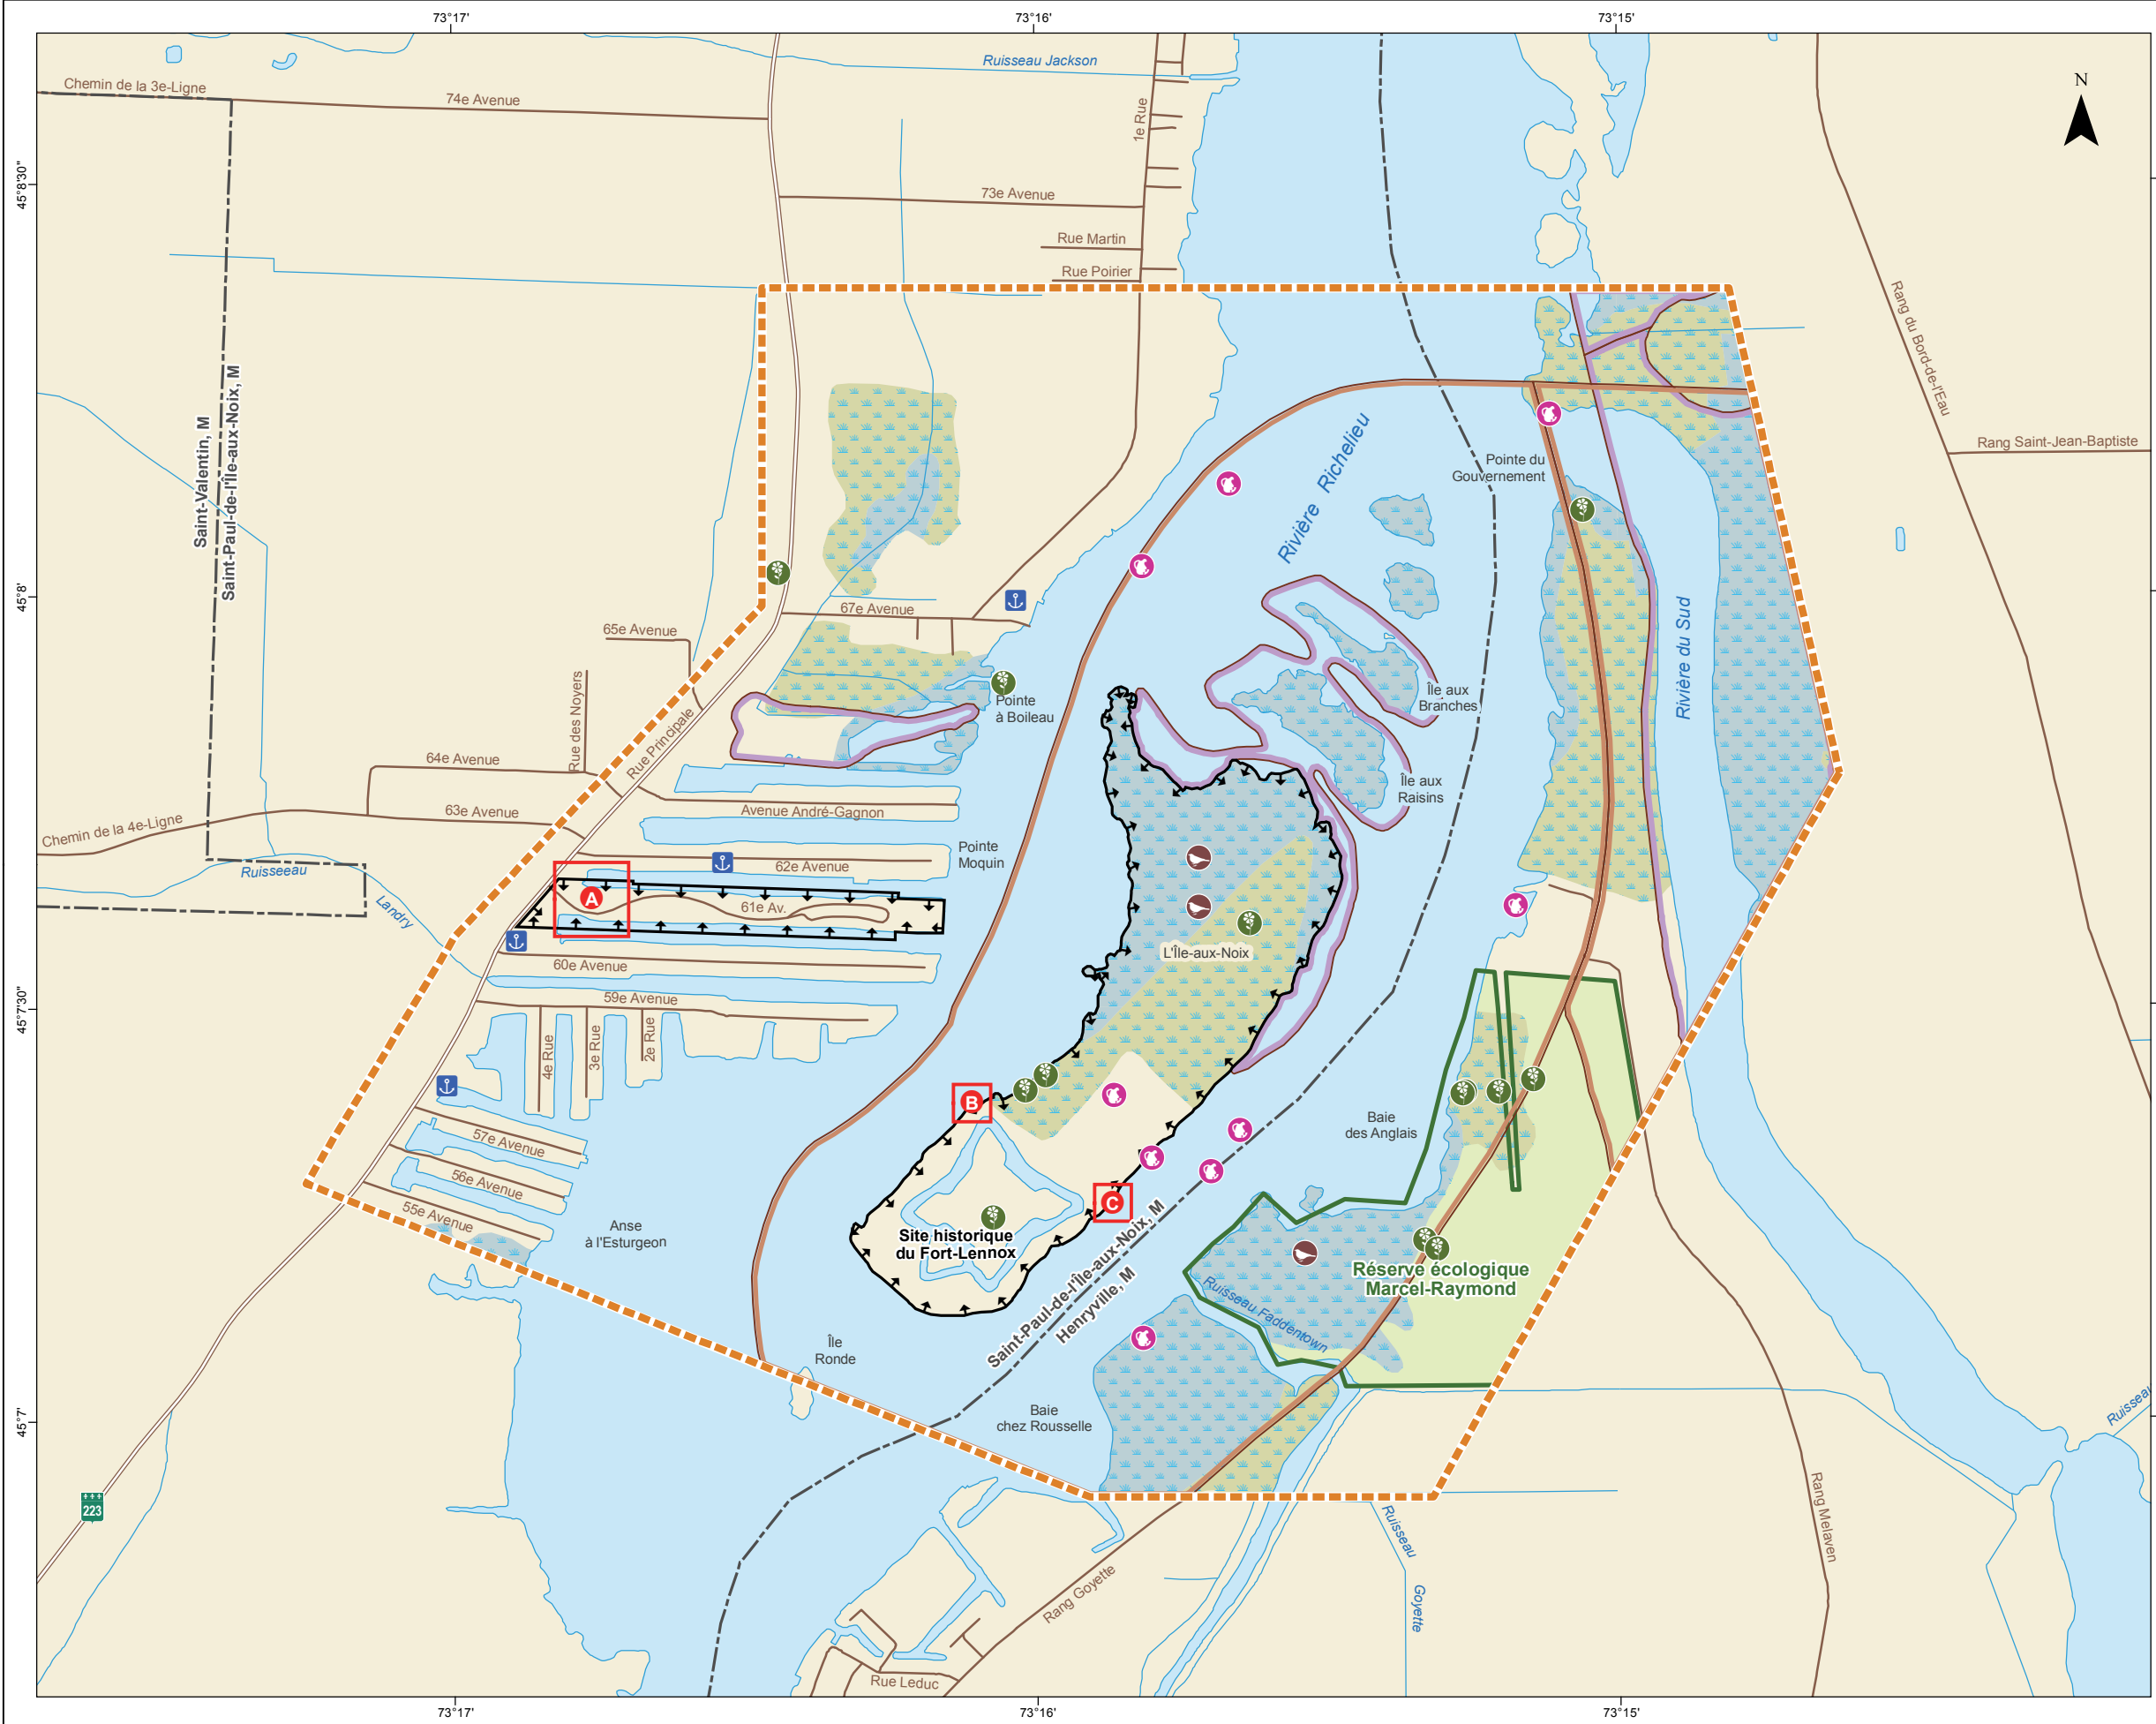 73°17'
73°16'
73°15'
N
Ruisseau Jackson
Chemin de la 3e-Ligne
74e Avenue
1e Rue
45°8'30"
73e Avenue
Rue Martin
Rue Poirier
Rang du Bord-de-l'Eau
Rang Saint-Jean-Baptiste
Saint-Valentin, M
Saint-Paul-de-l'Île-aux-Noix, M
Rivière Richelieu
Pointe du
Gouvernement
45°8'
67e Avenue
65e Avenue
Rivière du Sud
Rue des Noyers
Rue Principale
Pointe
à Boileau
Île aux
Branches
64e Avenue
Île aux
Raisins
63e Avenue
Avenue André-Gagnon
Chemin de la 4e-Ligne
Pointe
Moquin
62e Avenue
Ruisseeau
Landry
A
61e Av.
L'Île-aux-Noix
60e Avenue
59e Avenue
45°7'30"
4e Rue
3e Rue
2e Rue
B
57e Avenue
Baie
des Anglais
56e Avenue
C
55e Avenue
Anse
à l'Esturgeon
Site historique
du Fort-Lennox
Saint-Paul-de-l'Île-aux-Noix, M
Henryville, M
Réserve écologique
Marcel-Raymond
Ruisseau Faddentown
Île
Ronde
Baie
chez Rousselle
45°7'
Ruisseau
223
Rang Melaven
Ruisseau
Goyette
Rang Goyette
Rue Leduc
73°17'
73°16'
73°15'